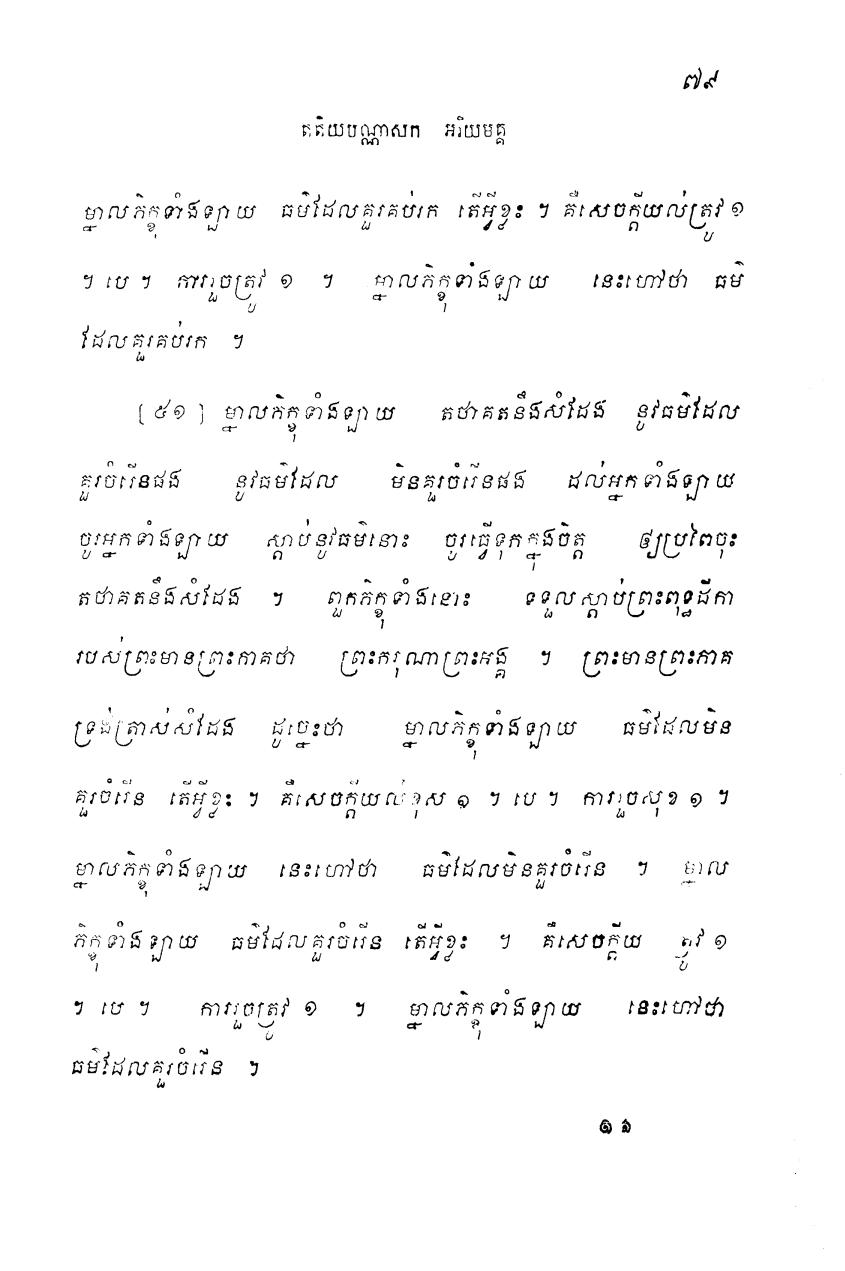 ៧៩
តតិយបណ្ណាសក អរិយមគ្គ
ម្នាលភិក្ខុទាំងឡាយ ធម៌ដែលគួរគប់រក តើអ្វីខ្លះ ។ គឺសេចក្តីយល់ត្រូវ ១
។ បេ ។ ការរួចត្រូវ ១ ។ ម្នាលភិក្ខុទាំងឡាយ នេះហៅថា ធម៌
ដែលគួរគប់រក ។
[ ៥១ ] ម្នាលភិក្ខុទាំងឡាយ តថាគតនឹងសំដែង នូវធម៌ដែល
គួរចំរើនផង នូវធម៌ដែល មិនគួរចំរើនផង ដល់អ្នកទាំងឡាយ
ចូរអ្នកទាំងឡាយ ស្តាប់នូវធម៌នោះ ចូរធ្វើទុកក្នុងចិត្ត ឲ្យប្រពៃចុះ
តថាគតនឹងសំដែង ។ ពួកភិក្ខុទាំងនោះ ទទួលស្តាប់ព្រះពុទ្ធដីកា
របស់ព្រះមានព្រះភាគថា ព្រះករុណាព្រះអង្គ ។ ព្រះមានព្រះភាគ
ទ្រង់ត្រាស់សំដែង ដូច្នេះថា ម្នាលភិក្ខុទាំងឡាយ ធម៌ដែលមិន
គួរចំរើន តើអ្វីខ្លះ ។ គឺសេចក្តីយល់ខុស ១ ។ បេ ។ ការរួចខុស ១ ។
ម្នាលភិក្ខុទាំងឡាយ នេះហៅថា ធម៌ដែលមិនគួរចំរើន ។ ម្នាល
ភិក្ខុទាំងឡាយ ធម៌ដែលគួរចំរើន តើអ្វីខ្លះ ។ គឺសេចក្តីយ ត្រូវ ១
។ បេ ។ ការរួចត្រូវ ១ ។ ម្នាលភិក្ខុទាំងឡាយ នេះហៅថា
ធម៌ដែលគួរចំរើន ។